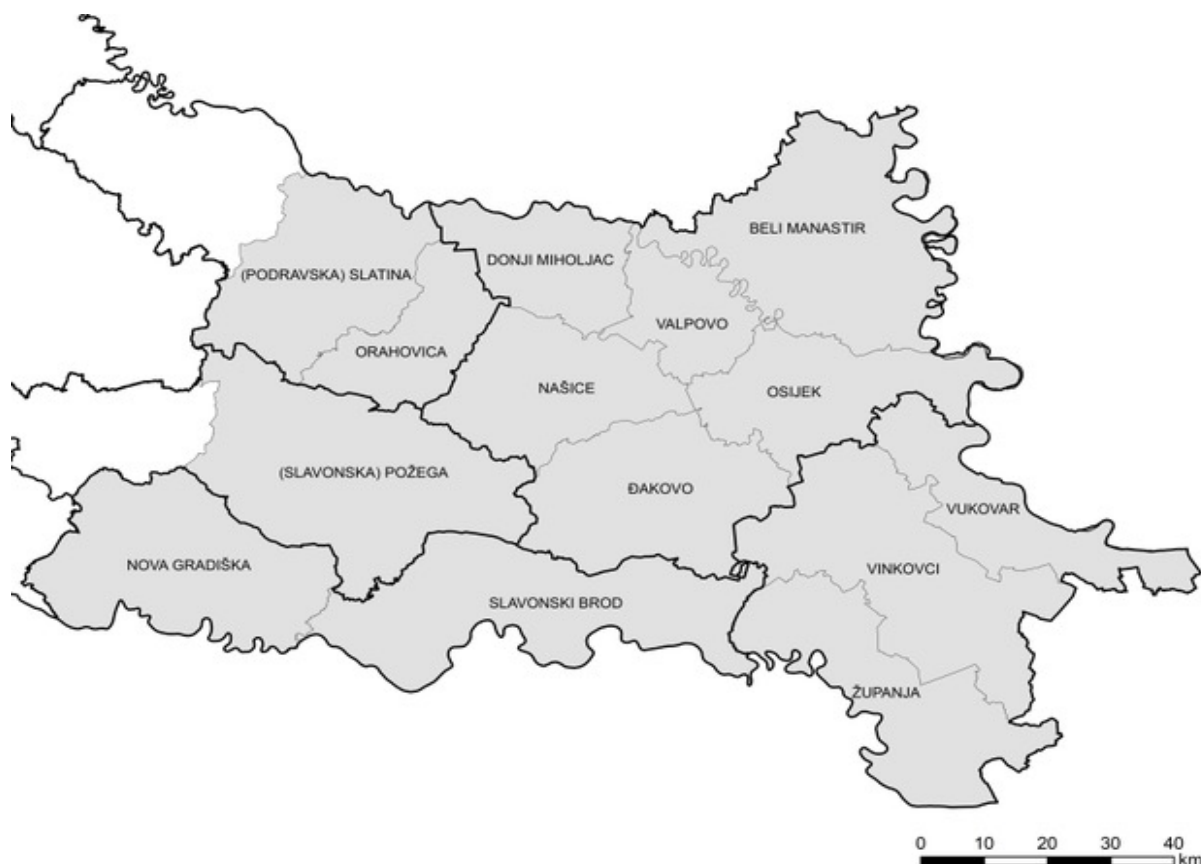 BELI MANASTIR
DONJI MIHOLJAC
(PODRAVSKA) SLATINA
VALPOVO
ORAHOVICA
NAŠICE
OSIJEK
(SLAVONSKA) POŽEGA
ĐAKOVO
VUKOVAR
NOVA GRADIŠKA
VINKOVCI
SLAVONSKI BROD
ŽUPANJA
0 10 20 30 40
km